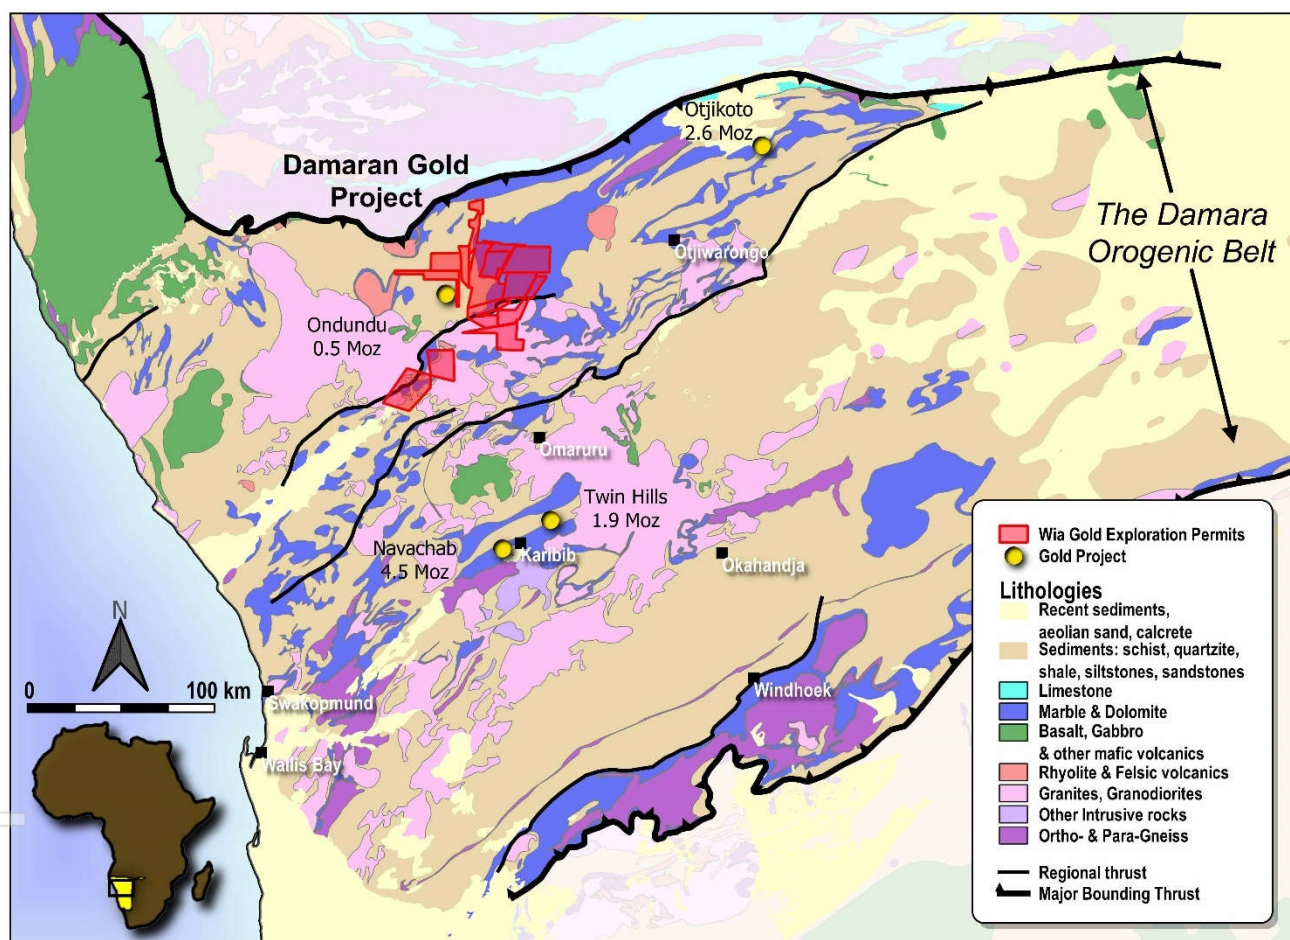 Otjikoto
2.6 Moz
Damaran Gold
Project
The Damara
Orogenic Belt
Otjiwarongo
Ondundu
0.5 Moz
Omaruru
Twin Hills
1.9 Moz
Navachab
4.5 Moz
Karibib
Okahandja
N
0 100 km
Swakopmund
Wallis Bay
Windhoek
Wia Gold Exploration Permits
Gold Project
Lithologies
Recent sediments,
aeolian sand, calcrete
Sediments: schist, quartzite,
shale, siltstones, sandstones
Limestone
Marble & Dolomite
Basalt, Gabbro
& other mafic volcanics
Rhyolite & Felsic volcanics
Granites, Granodiorites
Other Intrusive rocks
Ortho- & Para-Gneiss
Regional thrust
Major Bounding Thrust